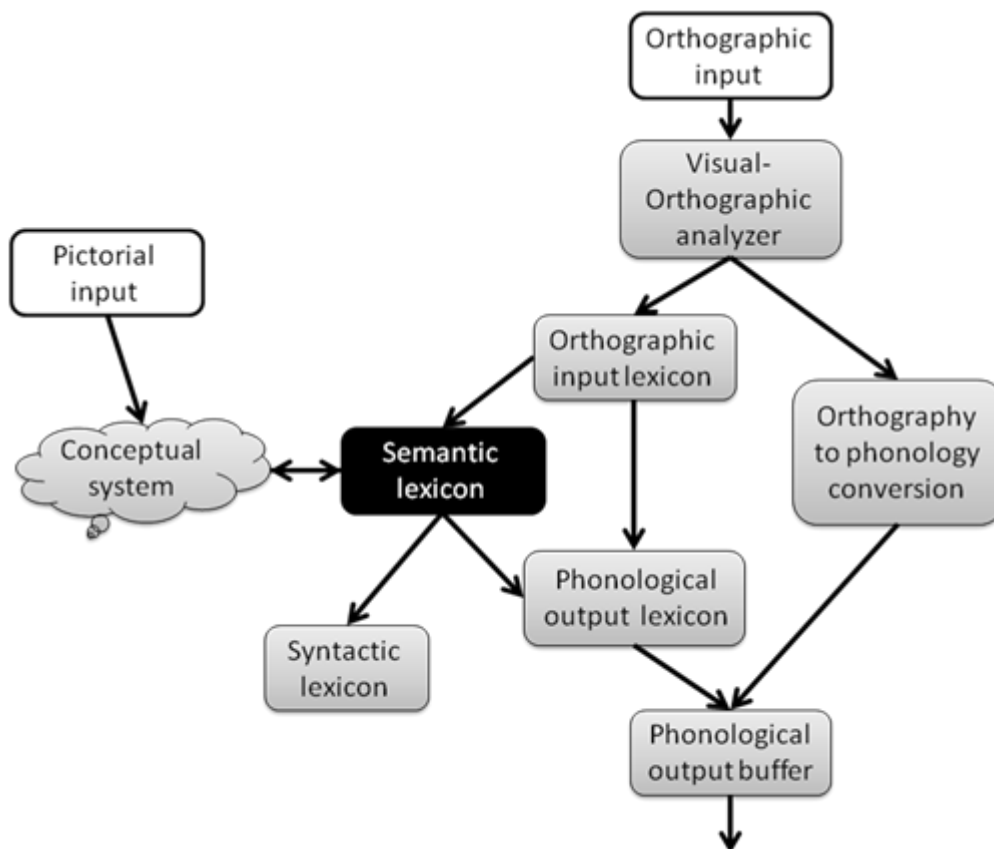 Orthographic
input
Visual-
Orthographic
analyzer
Pictorial
input
Orthographic
input lexicon
Orthography
to phonology
conversion
Conceptual
system
Semantic
lexicon
Phonological
output lexicon
Syntactic
lexicon
Phonological
output buffer